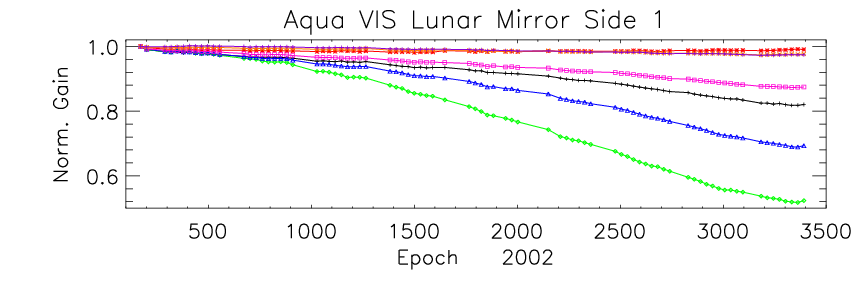 Aqua VIS Lunar Mirror Side 1
1.0
0.8
0.6
Norm. Gain
500 1000 1500 2000 2500 3000 3500
Epoch 2002